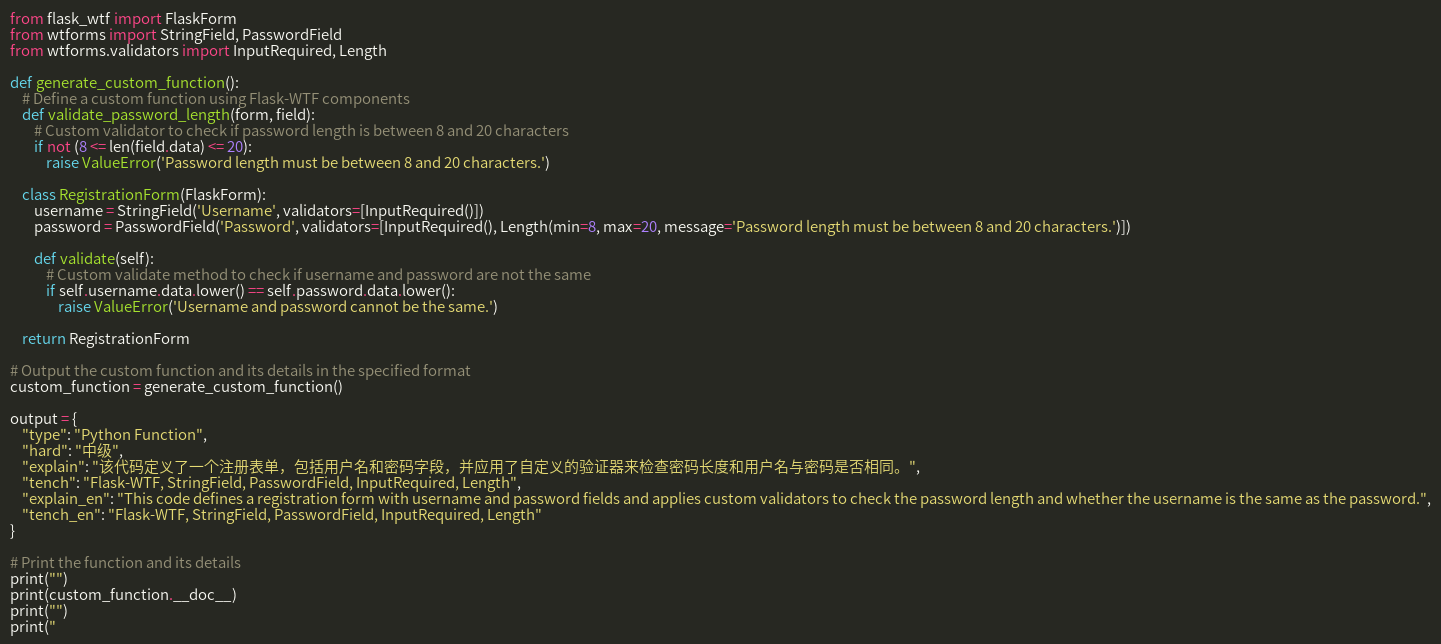 from flask_wtf import FlaskForm
from wtforms import StringField, PasswordField
from wtforms.validators import InputRequired, Length

def generate_custom_function():
    # Define a custom function using Flask-WTF components
    def validate_password_length(form, field):
        # Custom validator to check if password length is between 8 and 20 characters
        if not (8 <= len(field.data) <= 20):
            raise ValueError('Password length must be between 8 and 20 characters.')

    class RegistrationForm(FlaskForm):
        username = StringField('Username', validators=[InputRequired()])
        password = PasswordField('Password', validators=[InputRequired(), Length(min=8, max=20, message='Password length must be between 8 and 20 characters.')])

        def validate(self):
            # Custom validate method to check if username and password are not the same
            if self.username.data.lower() == self.password.data.lower():
                raise ValueError('Username and password cannot be the same.')

    return RegistrationForm

# Output the custom function and its details in the specified format
custom_function = generate_custom_function()

output = {
    "type": "Python Function",
    "hard": "中级",
    "explain": "该代码定义了一个注册表单，包括用户名和密码字段，并应用了自定义的验证器来检查密码长度和用户名与密码是否相同。",
    "tench": "Flask-WTF, StringField, PasswordField, InputRequired, Length",
    "explain_en": "This code defines a registration form with username and password fields and applies custom validators to check the password length and whether the username is the same as the password.",
    "tench_en": "Flask-WTF, StringField, PasswordField, InputRequired, Length"
}

# Print the function and its details
print("")
print(custom_function.__doc__)
print("")
print("